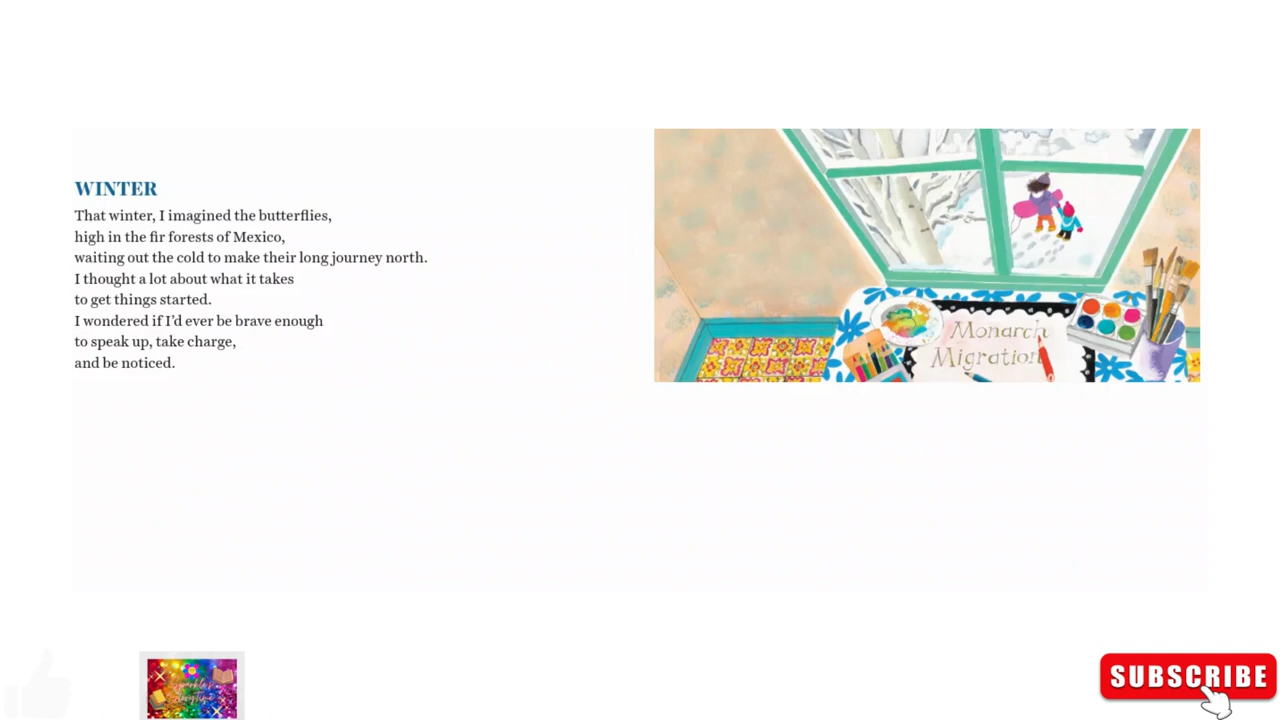 WINTER
That winter, I imagined the butterflies,
high in the fir forests of Mexico,
waiting out the cold to make their long journey north.
I thought a lot about what it takes
to get things started.
I wondered if I’d ever be brave enough
to speak up, take charge,
and be noticed.
Monarch
Migration
SUBSCRIBE